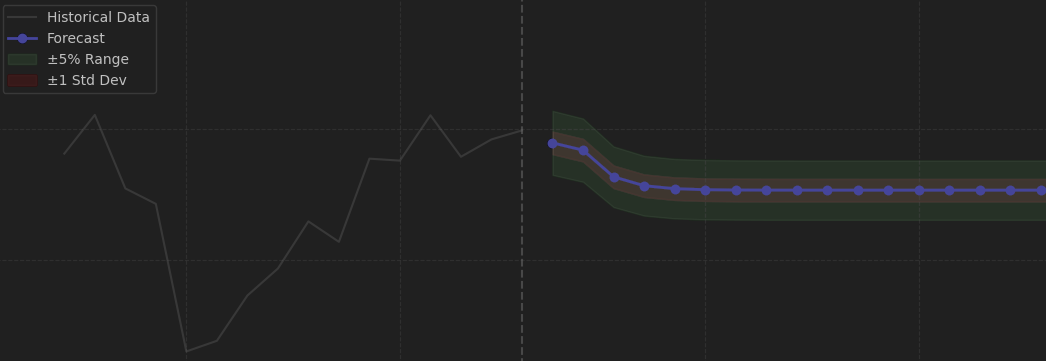 Historical Data
Forecast
±5% Range
±1 Std Dev